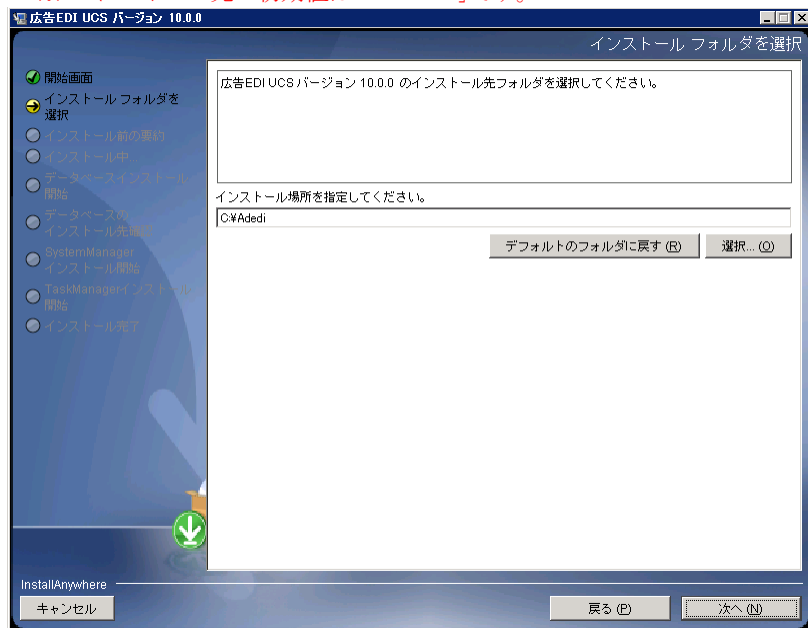 広告EDI UCS バージョン 10.0.0
インストール フォルダを選択
開始画面
インストール フォルダを
選択
インストール前の要約
インストール中...
データベースインストール
開始
データベースの
インストール先
SystemManager
インストール開始
TaskManagerインストール
開始
インストール完了
広告EDI UCS バージョン 10.0.0 のインストール先フォルダを選択してください。
インストール場所を指定してください。
C:¥Adedi
デフォルトのフォルダに戻す (R)
選択... (O)
InstallAnywhere
キャンセル
戻る (P)
次へ (N)